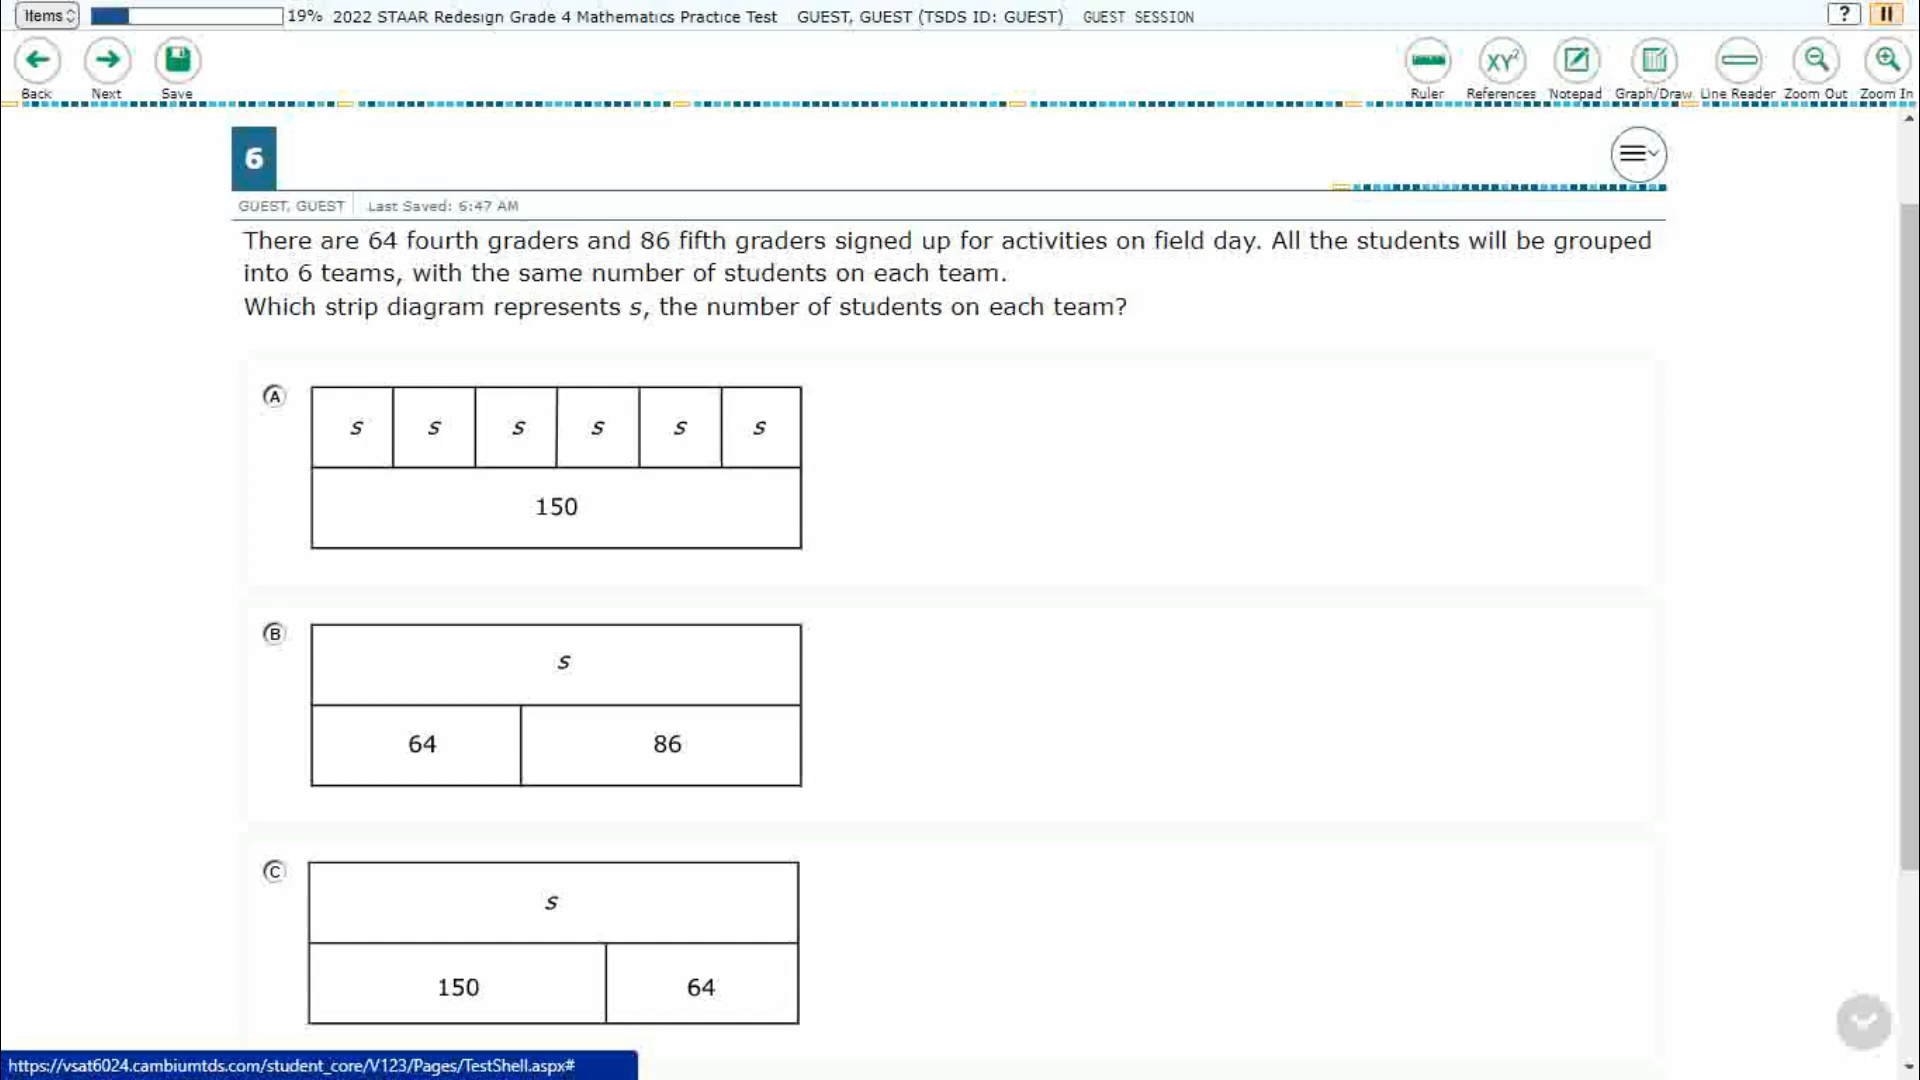 Items 19% 2022 STAAR Redesign Grade 4 Mathematics Practice Test GUEST, GUEST (TSDS ID: GUEST) GUEST SESSION ?
XY²
Back Next Save Ruler References Notepad Graph/Draw Line Reader Zoom Out Zoom In
6
GUEST, GUEST Last Saved: 6:47 AM
There are 64 fourth graders and 86 fifth graders signed up for activities on field day. All the students will be grouped
into 6 teams, with the same number of students on each team.
Which strip diagram represents s, the number of students on each team?
A
s s s s s s
150
B
s
64 86
C
s
150 64
https://vsat6024.cambiumtds.com/student_core/V123/Pages/TestShell.aspx#